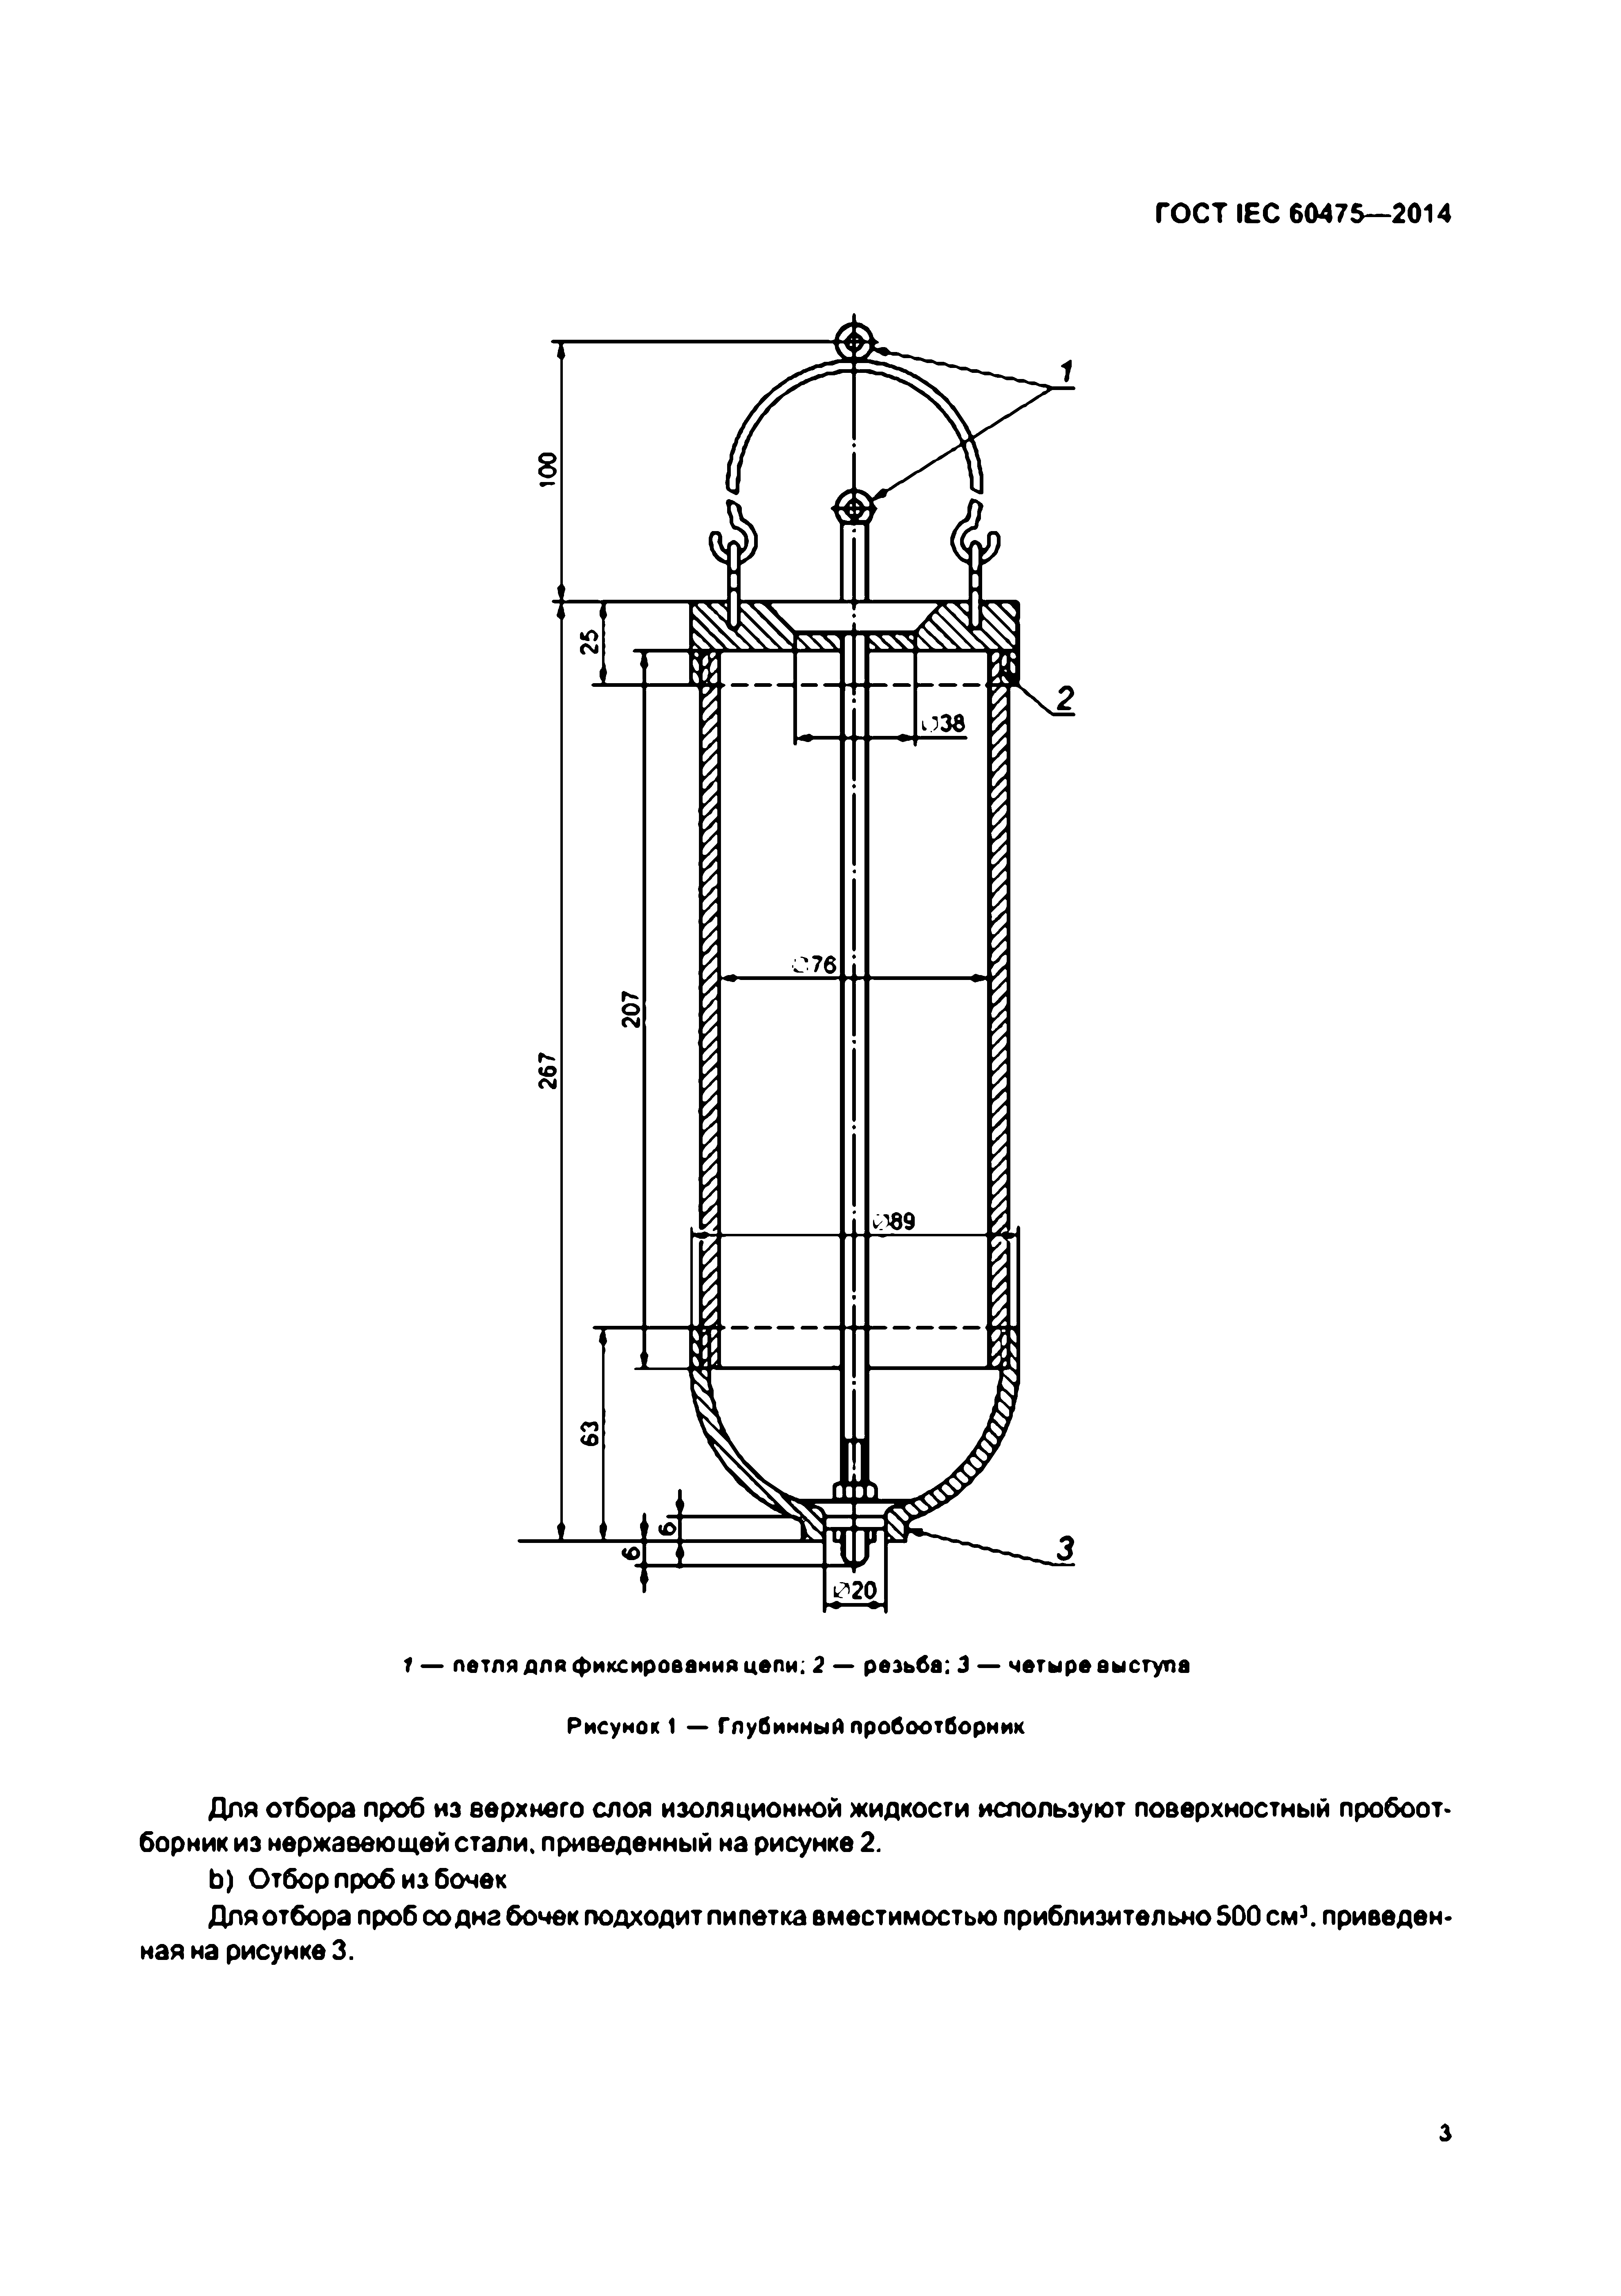 ГОСТ IEC 60475—2014
1
100
25
2
∅38
∅76
207
267
∅89
63
6
6
3
∅20
1 — петля для фиксирования цепи; 2 — резьба; 3 — четыре выступа
Рисунок 1 — Глубинный пробоотборник
Для отбора проб из верхнего слоя изоляционной жидкости используют поверхностный пробоот-
борник из нержавеющей стали, приведенный на рисунке 2.
b) Отбор проб из бочек
Для отбора проб со дна бочек подходит пипетка вместимостью приблизительно 500 см³, приведен-
ная на рисунке 3.
3